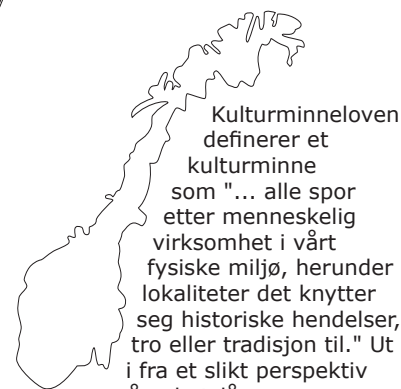 Kulturminneloven
definerer et
kulturminne
som "... alle spor
etter menneskelig
virksomhet i vårt
fysiske miljø, herunder
lokaliteter det knytter
seg historiske hendelser,
tro eller tradisjon til." Ut
i fra et slikt perspektiv